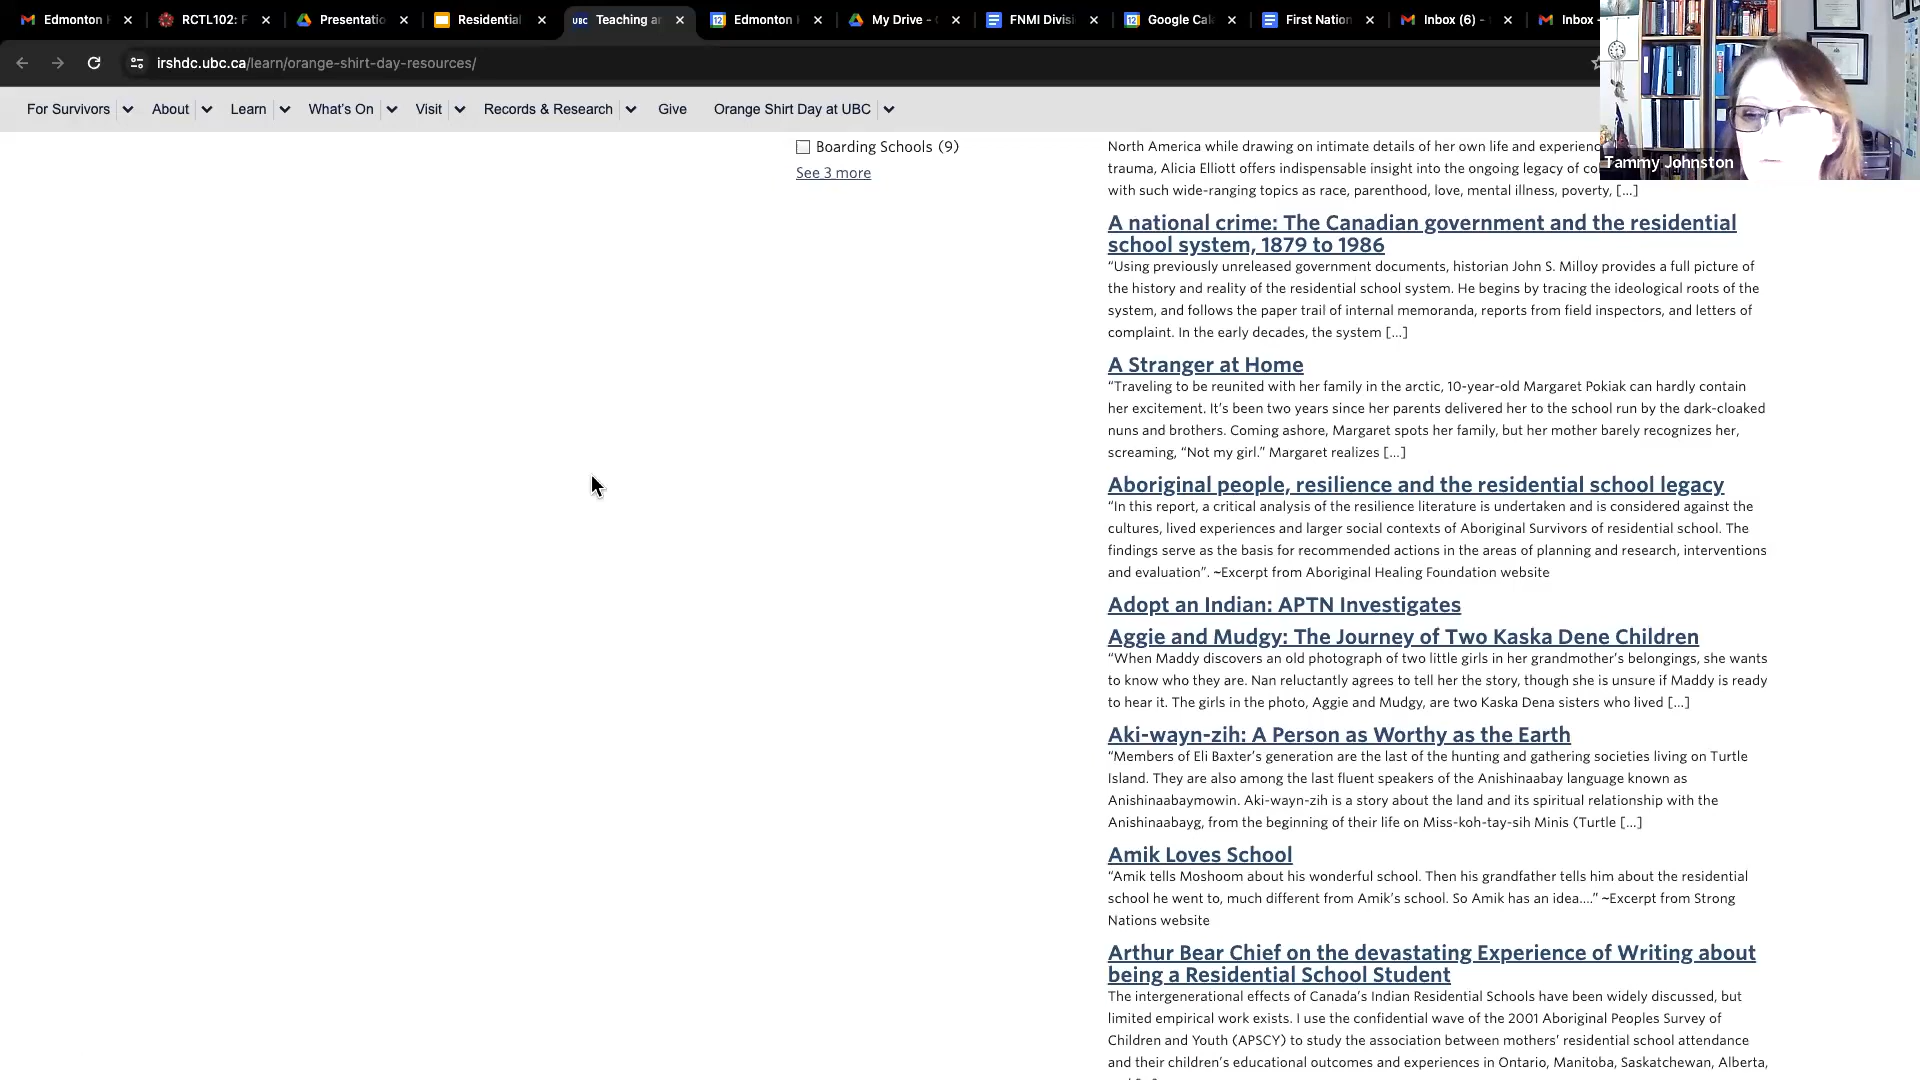 Edmonton
RCTL102: F
Presentatio
Residential
Teaching a
Edmonton
My Drive -
FNMI Divisi
Google Cal
First Nation
Inbox (6) -
Inbox
irshdc.ubc.ca/learn/orange-shirt-day-resources/
For Survivors
About
Learn
What's On
Visit
Records & Research
Give
Orange Shirt Day at UBC
Tammy Johnston
Boarding Schools (9)
See 3 more
North America while drawing on intimate details of her own life and experienc
trauma, Alicia Elliott offers indispensable insight into the ongoing legacy of co
with such wide-ranging topics as race, parenthood, love, mental illness, poverty, […]
A national crime: The Canadian government and the residential
school system, 1879 to 1986
“Using previously unreleased government documents, historian John S. Milloy provides a full picture of
the history and reality of the residential school system. He begins by tracing the ideological roots of the
system, and follows the paper trail of internal memoranda, reports from field inspectors, and letters of
complaint. In the early decades, the system […]
A Stranger at Home
“Traveling to be reunited with her family in the arctic, 10-year-old Margaret Pokiak can hardly contain
her excitement. It’s been two years since her parents delivered her to the school run by the dark-cloaked
nuns and brothers. Coming ashore, Margaret spots her family, but her mother barely recognizes her,
screaming, “Not my girl.” Margaret realizes […]
Aboriginal people, resilience and the residential school legacy
“In this report, a critical analysis of the resilience literature is undertaken and is considered against the
cultures, lived experiences and larger social contexts of Aboriginal Survivors of residential school. The
findings serve as the basis for recommended actions in the areas of planning and research, interventions
and evaluation”. ~Excerpt from Aboriginal Healing Foundation website
Adopt an Indian: APTN Investigates
Aggie and Mudgy: The Journey of Two Kaska Dene Children
“When Maddy discovers an old photograph of two little girls in her grandmother’s belongings, she wants
to know who they are. Nan reluctantly agrees to tell her the story, though she is unsure if Maddy is ready
to hear it. The girls in the photo, Aggie and Mudgy, are two Kaska Dena sisters who lived […]
Aki-wayn-zih: A Person as Worthy as the Earth
“Members of Eli Baxter’s generation are the last of the hunting and gathering societies living on Turtle
Island. They are also among the last fluent speakers of the Anishinaabay language known as
Anishinaabaymowin. Aki-wayn-zih is a story about the land and its spiritual relationship with the
Anishinaabayg, from the beginning of their life on Miss-koh-tay-sih Minis (Turtle […]
Amik Loves School
“Amik tells Moshoom about his wonderful school. Then his grandfather tells him about the residential
school he went to, much different from Amik’s school. So Amik has an idea….” ~Excerpt from Strong
Nations website
Arthur Bear Chief on the devastating Experience of Writing about
being a Residential School Student
The intergenerational effects of Canada’s Indian Residential Schools have been widely discussed, but
limited empirical work exists. I use the confidential wave of the 2001 Aboriginal Peoples Survey of
Children and Youth (APSCY) to study the association between mothers’ residential school attendance
and their children’s educational outcomes and experiences in Ontario, Manitoba, Saskatchewan, Alberta,